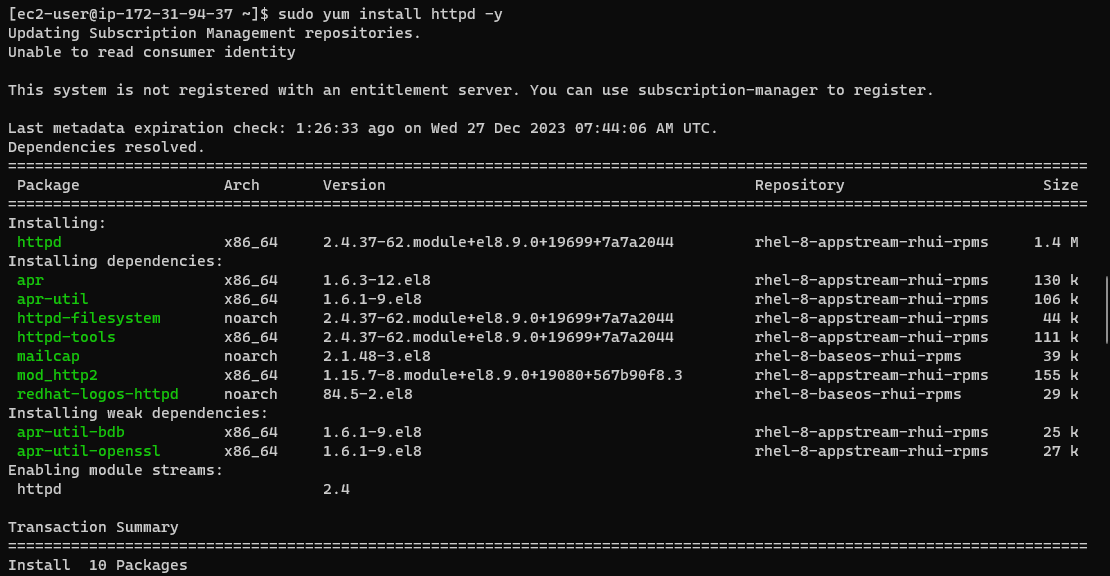 [ec2-user@ip-172-31-94-37 ~]$ sudo yum install httpd -y
Updating Subscription Management repositories.
Unable to read consumer identity

This system is not registered with an entitlement server. You can use subscription-manager to register.

Last metadata expiration check: 1:26:33 ago on Wed 27 Dec 2023 07:44:06 AM UTC.
Dependencies resolved.
========================================================================================================================
 Package                Arch       Version                                         Repository                      Size
========================================================================================================================
Installing:
 httpd                  x86_64     2.4.37-62.module+el8.9.0+19699+7a7a2044         rhel-8-appstream-rhui-rpms     1.4 M
Installing dependencies:
 apr                    x86_64     1.6.3-12.el8                                    rhel-8-appstream-rhui-rpms     130 k
 apr-util               x86_64     1.6.1-9.el8                                     rhel-8-appstream-rhui-rpms     106 k
 httpd-filesystem       noarch     2.4.37-62.module+el8.9.0+19699+7a7a2044         rhel-8-appstream-rhui-rpms      44 k
 httpd-tools            x86_64     2.4.37-62.module+el8.9.0+19699+7a7a2044         rhel-8-appstream-rhui-rpms     111 k
 mailcap                noarch     2.1.48-3.el8                                    rhel-8-baseos-rhui-rpms         39 k
 mod_http2              x86_64     1.15.7-8.module+el8.9.0+19080+567b90f8.3        rhel-8-appstream-rhui-rpms     155 k
 redhat-logos-httpd     noarch     84.5-2.el8                                      rhel-8-baseos-rhui-rpms         29 k
Installing weak dependencies:
 apr-util-bdb           x86_64     1.6.1-9.el8                                     rhel-8-appstream-rhui-rpms      25 k
 apr-util-openssl       x86_64     1.6.1-9.el8                                     rhel-8-appstream-rhui-rpms      27 k
Enabling module streams:
 httpd                             2.4

Transaction Summary
========================================================================================================================
Install  10 Packages